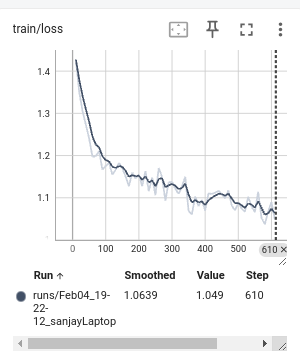 train/loss
1.4
1.3
1.2
1.1
0 100 200 300 400 500 610
Run ↑ Smoothed Value Step
runs/Feb04_19- 1.0639 1.049 610
22-
12_sanjayLaptop